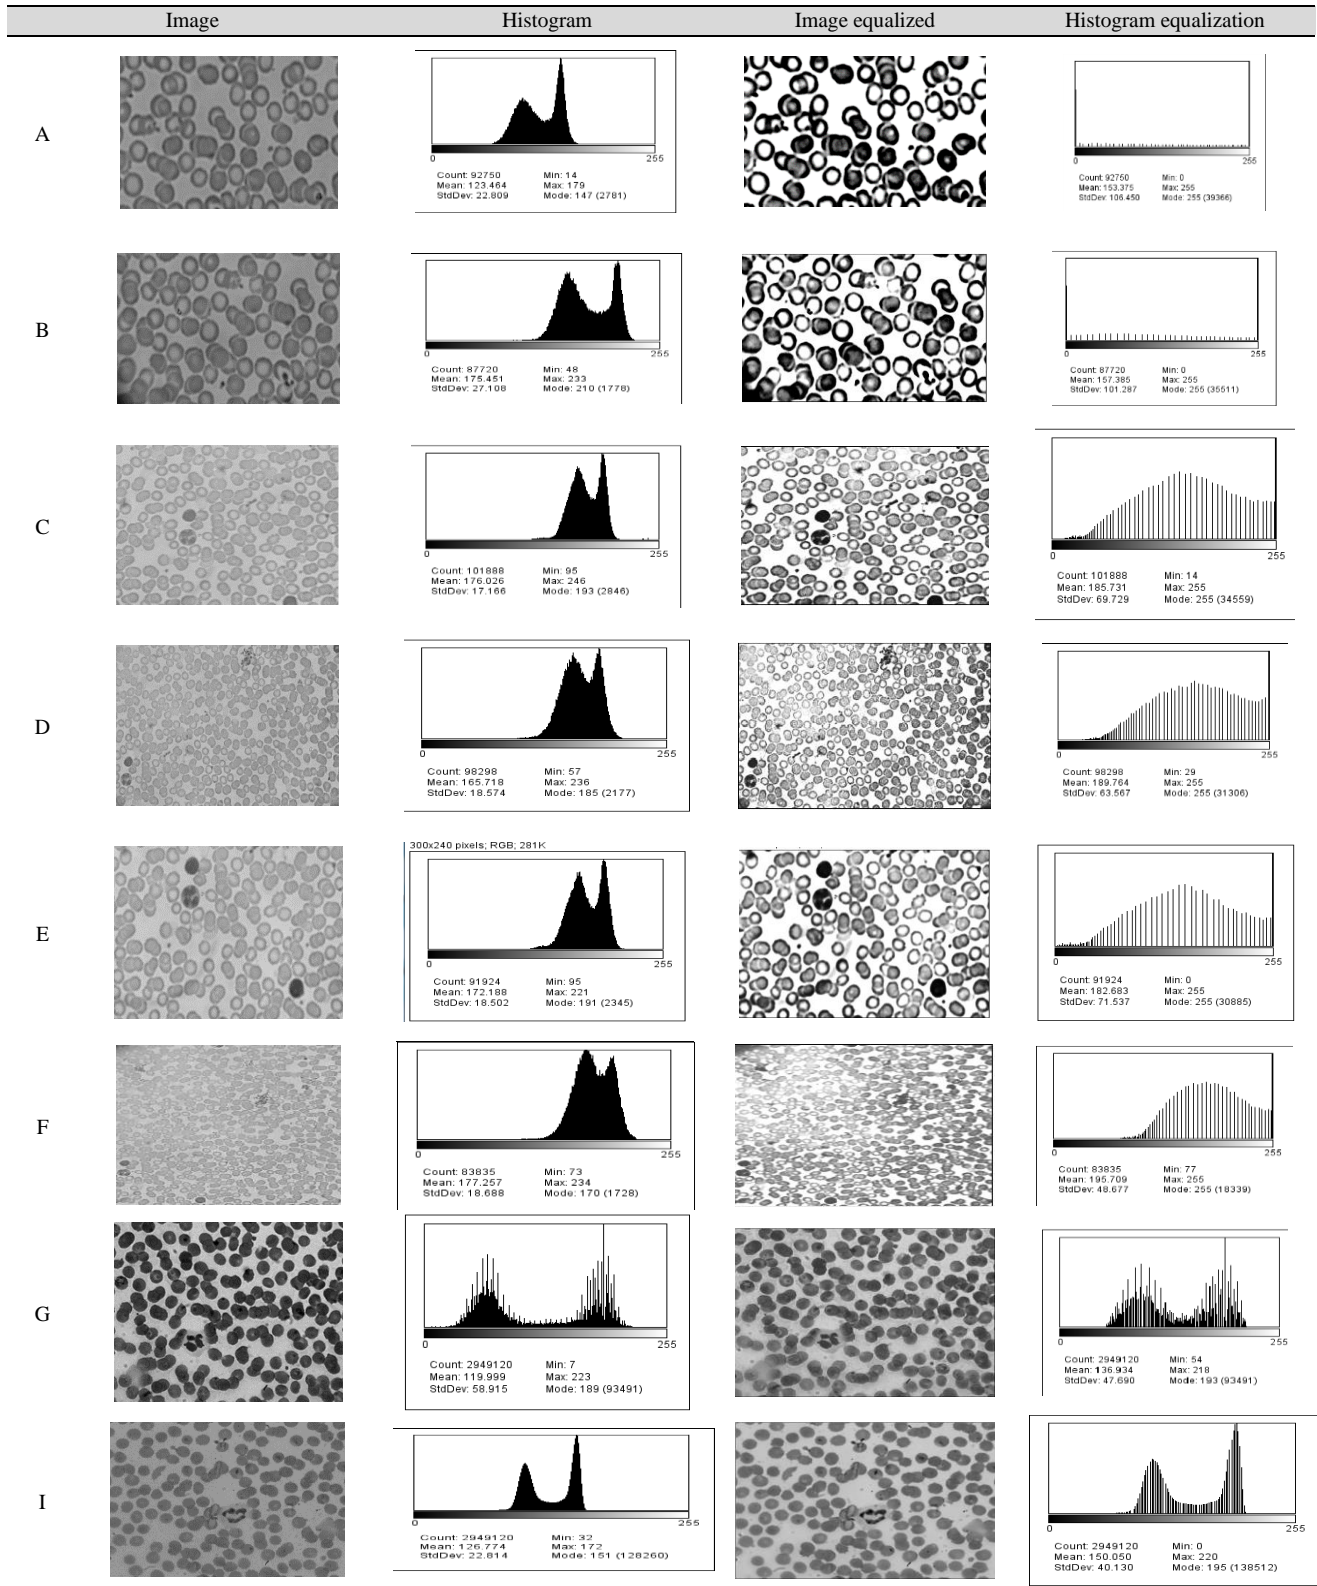 Image Histogram Image equalized Histogram equalization
A
0 255
Count: 92750 Min: 14
Mean: 123.464 Max: 179
StdDev: 22.809 Mode: 147 (2781)
0 255
Count: 92750 Min: 0
Mean: 153.375 Max: 255
StdDev: 106.450 Mode: 255 (39366)
B
0 255
Count: 87720 Min: 48
Mean: 175.451 Max: 233
StdDev: 27.108 Mode: 210 (1778)
0 255
Count: 87720 Min: 0
Mean: 157.385 Max: 255
StdDev: 101.287 Mode: 255 (35511)
C
0 255
Count: 101888 Min: 95
Mean: 176.026 Max: 246
StdDev: 17.166 Mode: 193 (2846)
0 255
Count: 101888 Min: 14
Mean: 185.731 Max: 255
StdDev: 69.729 Mode: 255 (34559)
D
0 255
Count: 98298 Min: 57
Mean: 165.718 Max: 236
StdDev: 18.574 Mode: 185 (2177)
0 255
Count: 98298 Min: 29
Mean: 189.764 Max: 255
StdDev: 63.567 Mode: 255 (31306)
E
300x240 pixels; RGB; 281K
0 255
Count: 91924 Min: 95
Mean: 172.188 Max: 221
StdDev: 18.502 Mode: 191 (2345)
0 255
Count: 91924 Min: 0
Mean: 182.683 Max: 255
StdDev: 71.537 Mode: 255 (30885)
F
0 255
Count: 83835 Min: 73
Mean: 177.257 Max: 234
StdDev: 18.688 Mode: 170 (1728)
0 255
Count: 83835 Min: 77
Mean: 195.709 Max: 255
StdDev: 48.677 Mode: 255 (18339)
G
0 255
Count: 2949120 Min: 7
Mean: 119.999 Max: 223
StdDev: 58.915 Mode: 189 (93491)
0 255
Count: 2949120 Min: 54
Mean: 136.934 Max: 218
StdDev: 47.690 Mode: 193 (93491)
I
0 255
Count: 2949120 Min: 32
Mean: 126.774 Max: 172
StdDev: 22.814 Mode: 151 (128260)
0 255
Count: 2949120 Min: 0
Mean: 150.050 Max: 220
StdDev: 40.130 Mode: 195 (138512)